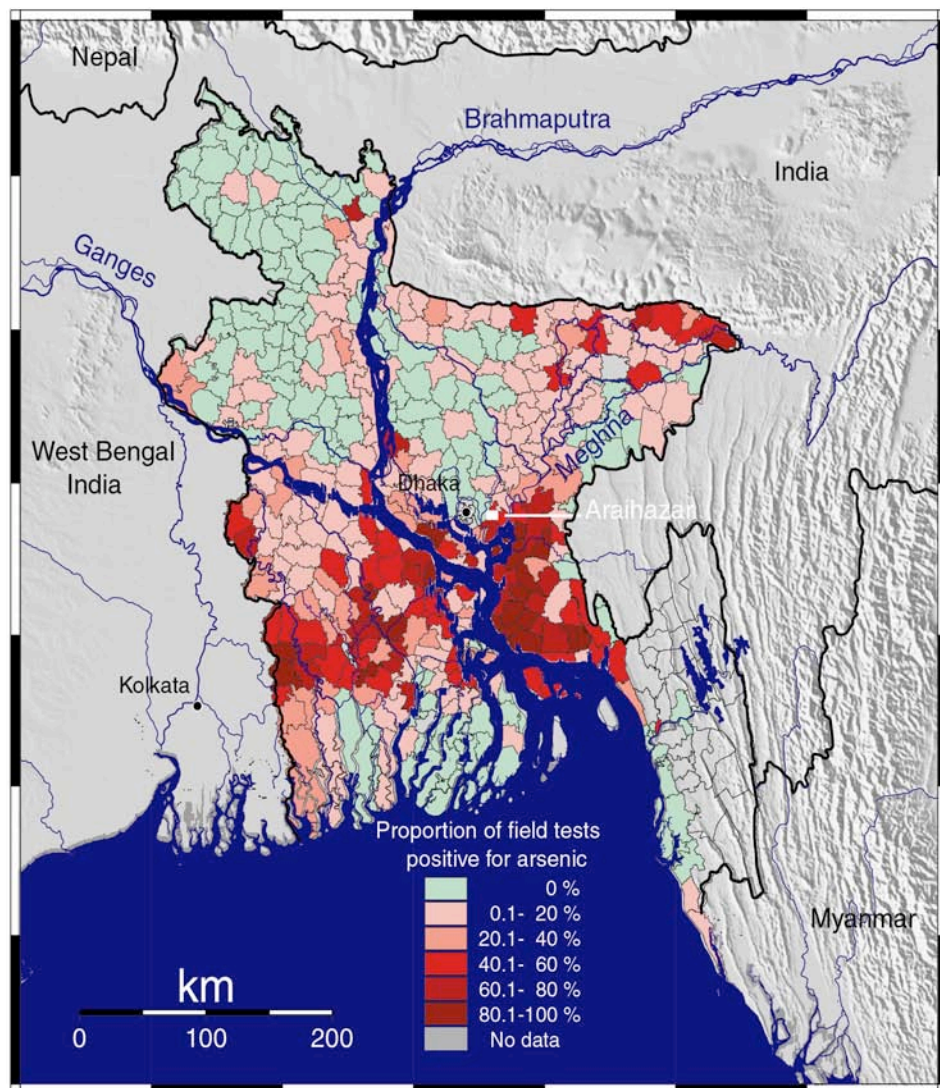 Nepal
Brahmaputra
India
Ganges
West Bengal
India
Meghna
Dhaka
Araihazar
Kolkata
Proportion of field tests
positive for arsenic
0 %
0.1- 20 %
20.1- 40 %
40.1- 60 %
60.1- 80 %
80.1-100 %
No data
Myanmar
km
0 100 200